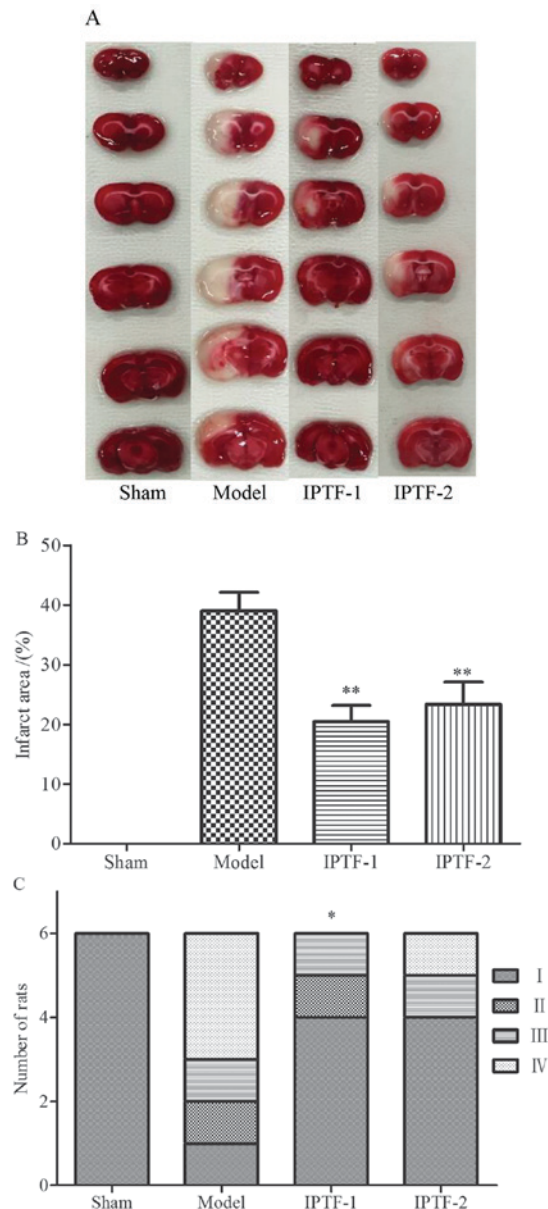 A
Sham Model IPTF-1 IPTF-2
B
50
40
30
20
10
0
Infarct area /(%)
**
**
Sham Model IPTF-1 IPTF-2
C
6
4
2
0
Number of rats
*
I
II
III
IV
Sham Model IPTF-1 IPTF-2